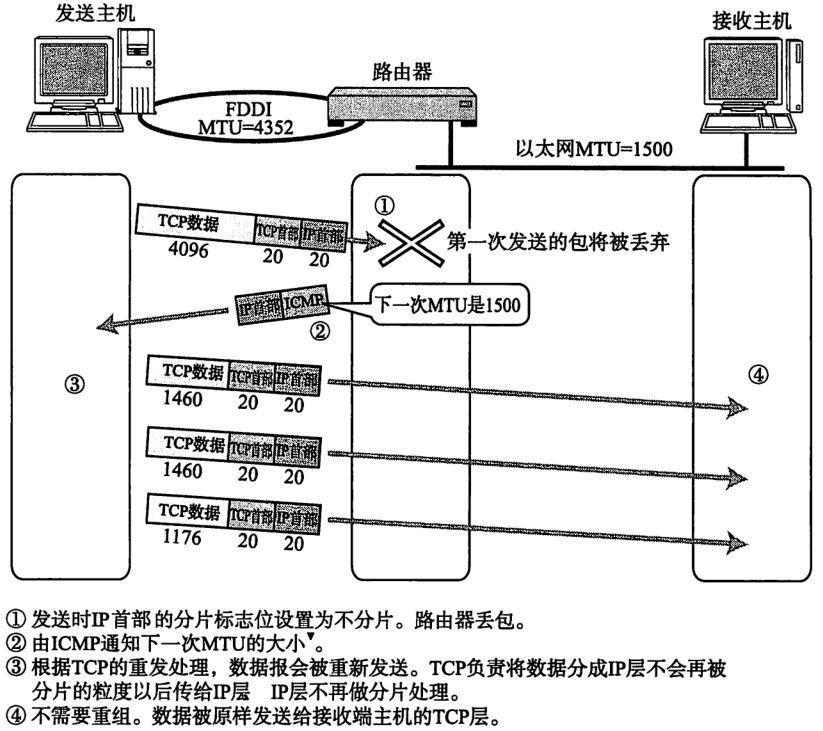 发送主机
接收主机
路由器
FDDI
MTU=4352
以太网MTU=1500
TCP数据 TCP首部 IP首部
4096 20 20
①
第一次发送的包将被丢弃
IP首部 ICMP
下一次MTU是1500
②
③
④
TCP数据 TCP首部 IP首部
1460 20 20
TCP数据 TCP首部 IP首部
1460 20 20
TCP数据 TCP首部 IP首部
1176 20 20
① 发送时IP首部的分片标志位设置为不分片。路由器丢包。
② 由ICMP通知下一次MTU的大小▼。
③ 根据TCP的重发处理，数据报会被重新发送。TCP负责将数据分成IP层不会再被
分片的粒度以后传给IP层 IP层不再做分片处理。
④ 不需要重组。数据被原样发送给接收端主机的TCP层。